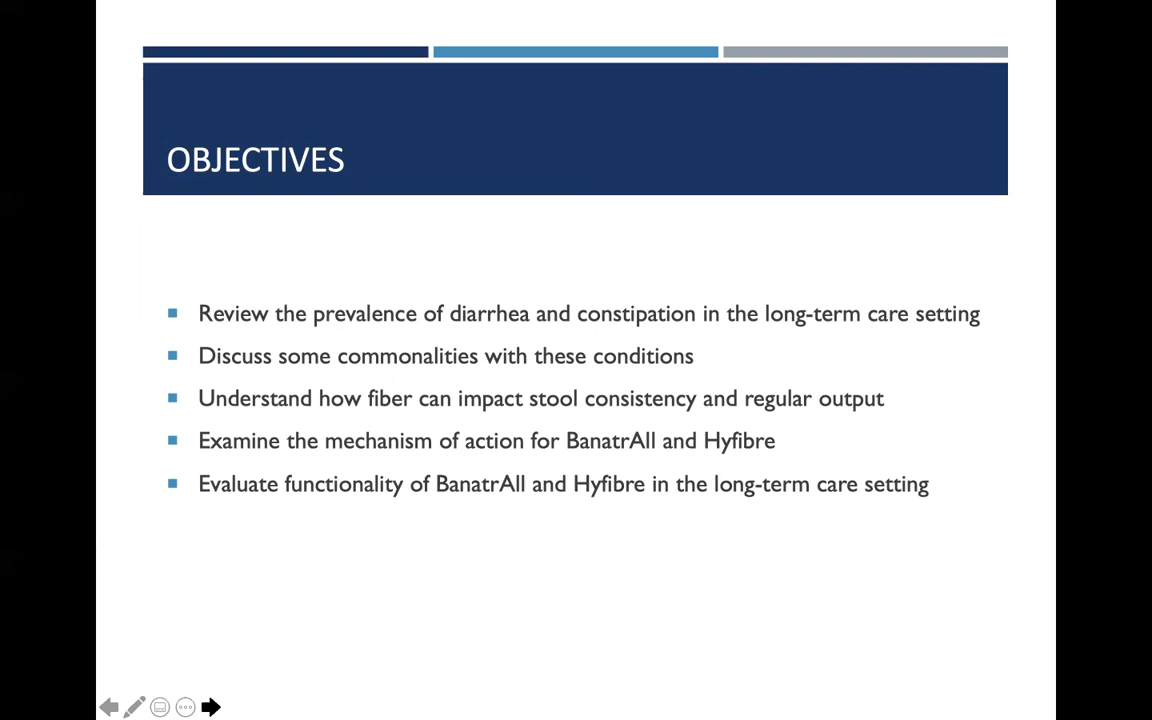 OBJECTIVES
Review the prevalence of diarrhea and constipation in the long-term care setting
Discuss some commonalities with these conditions
Understand how fiber can impact stool consistency and regular output
Examine the mechanism of action for BanatrAll and Hyfibre
Evaluate functionality of BanatrAll and Hyfibre in the long-term care setting